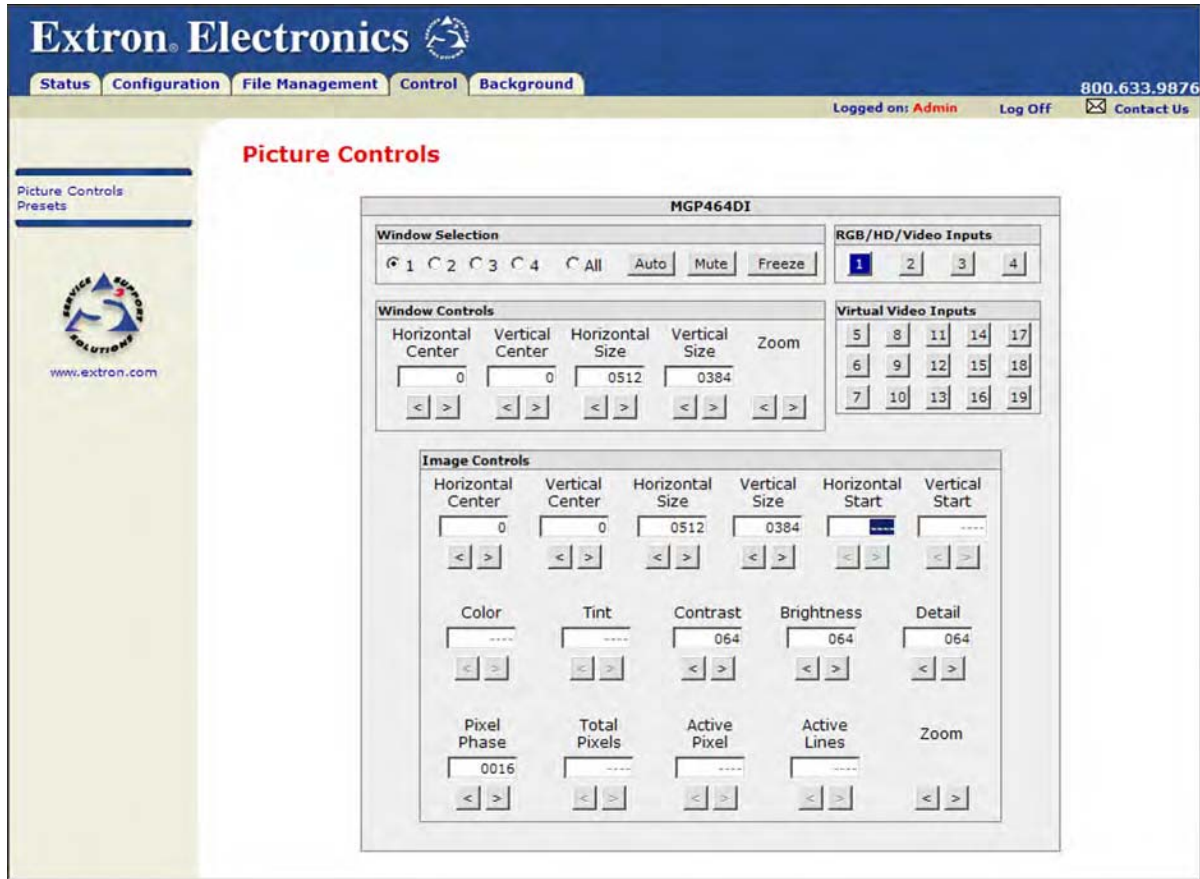 Extron® Electronics
Status Configuration File Management Control Background
800.633.9876
Logged on: Admin Log Off Contact Us
Picture Controls
Picture Controls
Presets
SERVICE SUPPORT SOLUTIONS
S3
www.extron.com
MGP464DI
Window Selection
1 2 3 4 All Auto Mute Freeze
RGB/HD/Video Inputs
1 2 3 4
Window Controls
Horizontal Center Vertical Center Horizontal Size Vertical Size Zoom
0 0 0512 0384
< > < > < > < > < >
Virtual Video Inputs
5 8 11 14 17
6 9 12 15 18
7 10 13 16 19
Image Controls
Horizontal Center Vertical Center Horizontal Size Vertical Size Horizontal Start Vertical Start
0 0 0512 0384 ---- ----
< > < > < > < > < > < >
Color Tint Contrast Brightness Detail
---- ---- 064 064 064
< > < > < > < > < >
Pixel Phase Total Pixels Active Pixel Active Lines Zoom
0016 ---- ---- ----
< > < > < > < > < >